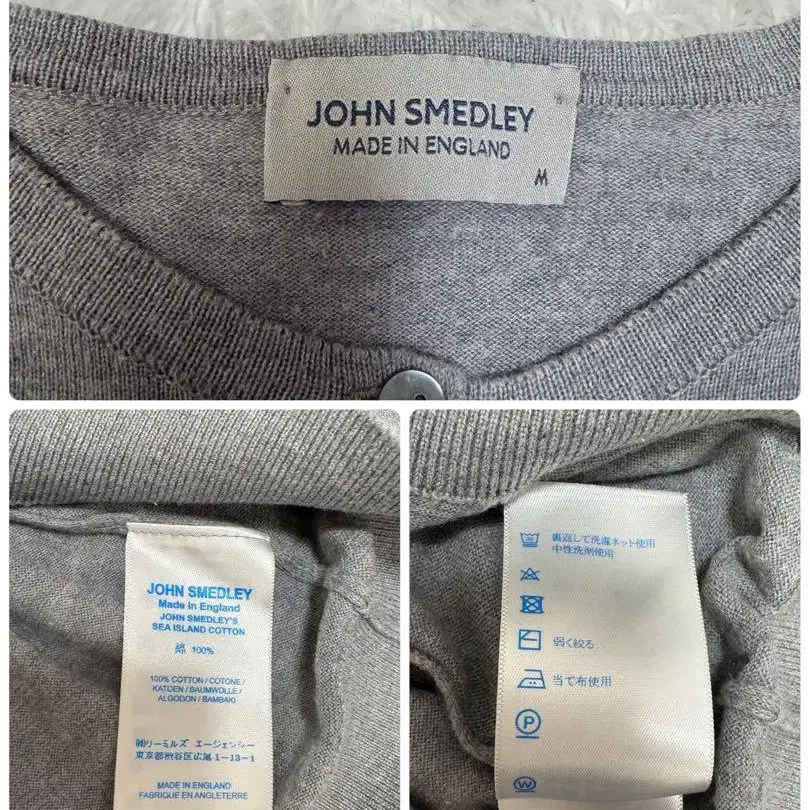 JOHN SMEDLEY
MADE IN ENGLAND
M
JOHN SMEDLEY
Made in England
JOHN SMEDLEY'S
SEA ISLAND COTTON
綿 100%
100% COTTON / COTONE /
KATOEN / BAUMWOLLE /
ALGODON / BAMBAKI
㈱リーミルズ エージェンシー
東京都渋谷区広尾 1-13-1
MADE IN ENGLAND
FABRIQUE EN ANGLETERRE
裏返して洗濯ネット使用
中性洗剤使用
弱く絞る
当て布使用
P
W